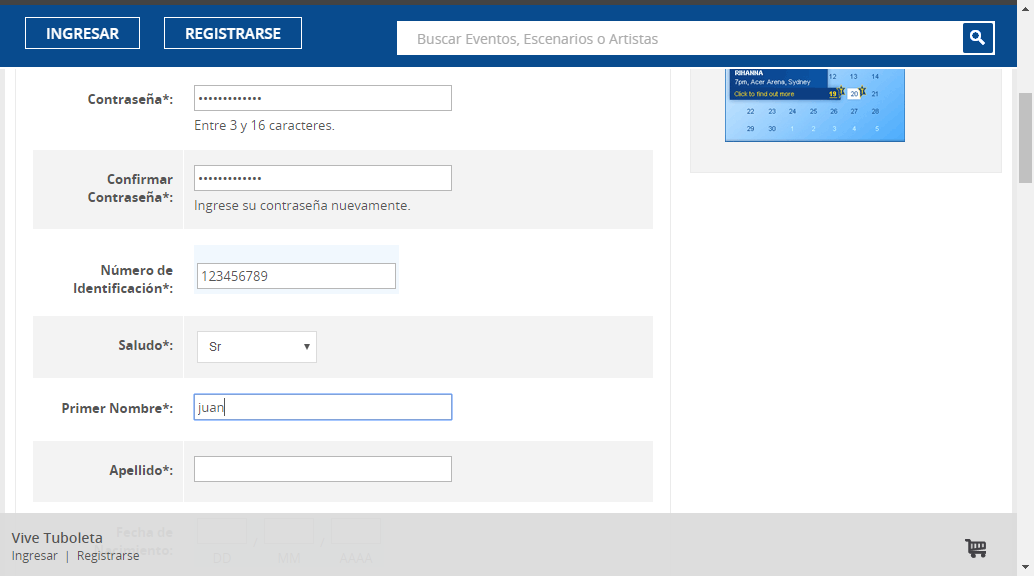 INGRESAR REGISTRARSE Buscar Eventos, Escenarios o Artistas
RIHANNA
7pm, Acer Arena, Sydney
Click to find out more
12 13 14
19 20 21
22 23 24 25 26 27 28
29 30 1 2 3 4 5
Contraseña*: •••••••••••••
Entre 3 y 16 caracteres.
Confirmar
Contraseña*: •••••••••••••
Ingrese su contraseña nuevamente.
Número de
Identificación*: 123456789
Saludo*: Sr
Primer Nombre*: juan
Apellido*:
Fecha de
DD MM AAAA
Vive Tuboleta
Ingresar | Registrarse